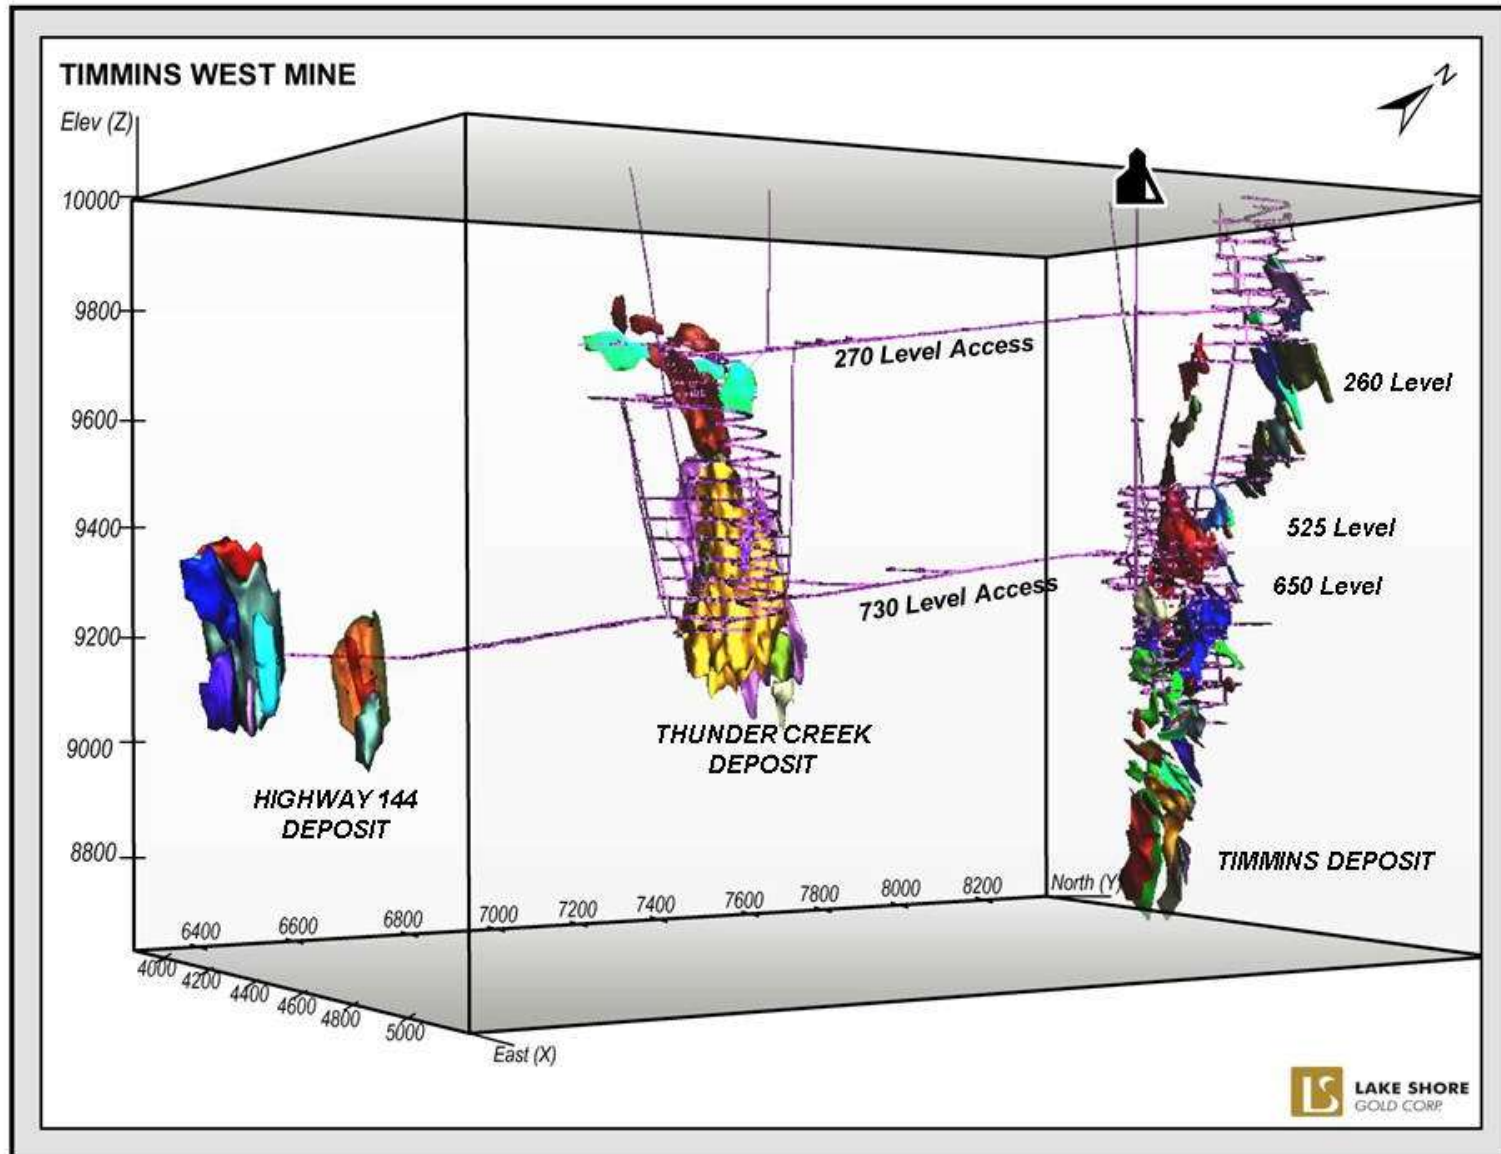 TIMMINS WEST MINE
N
Elev (Z)
10000
9800
9600
9400
9200
9000
8800
270 Level Access
260 Level
525 Level
650 Level
730 Level Access
THUNDER CREEK
DEPOSIT
HIGHWAY 144
DEPOSIT
TIMMINS DEPOSIT
6400
6600
6800
7000
7200
7400
7600
7800
8000
8200
North (Y)
4000
4200
4400
4600
4800
5000
East (X)
LS
LAKE SHORE
GOLD CORP.